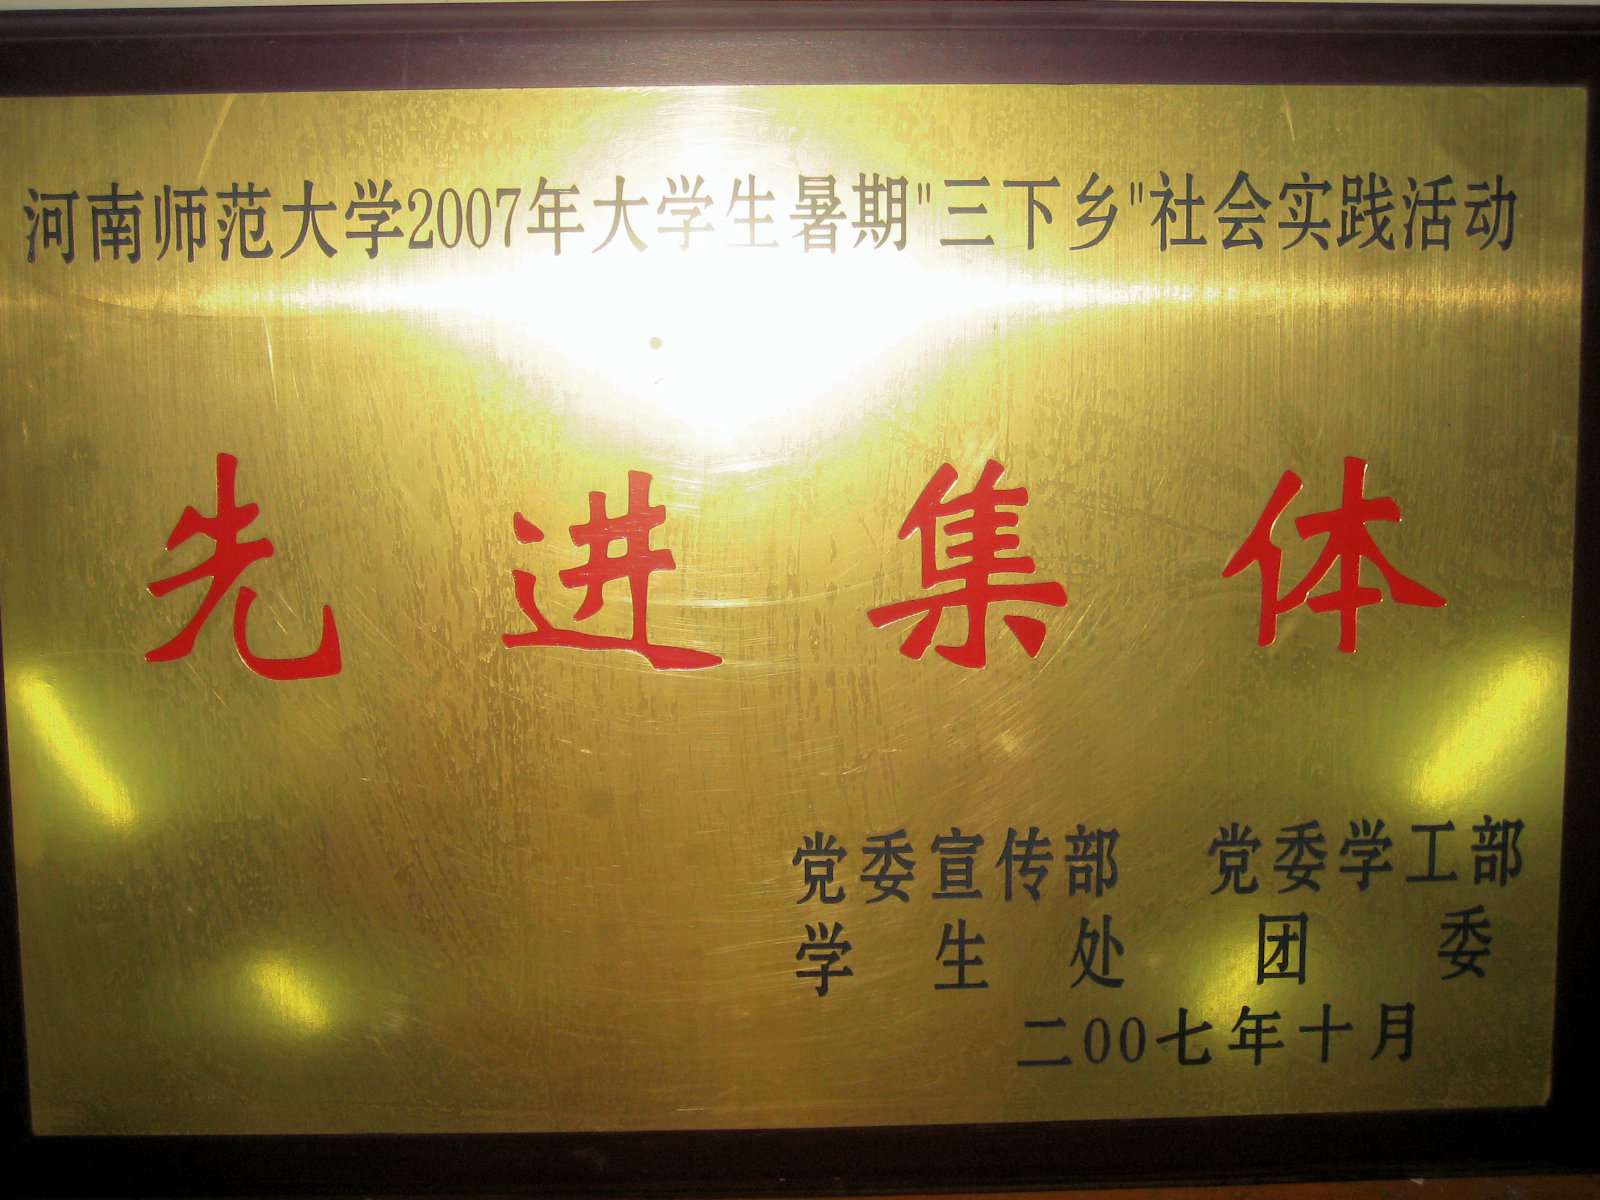 河南师范大学2007年大学生暑期"三下乡"社会实践活动
先进集体
党委宣传部 党委学工部
学生处 团委
二00七年十月